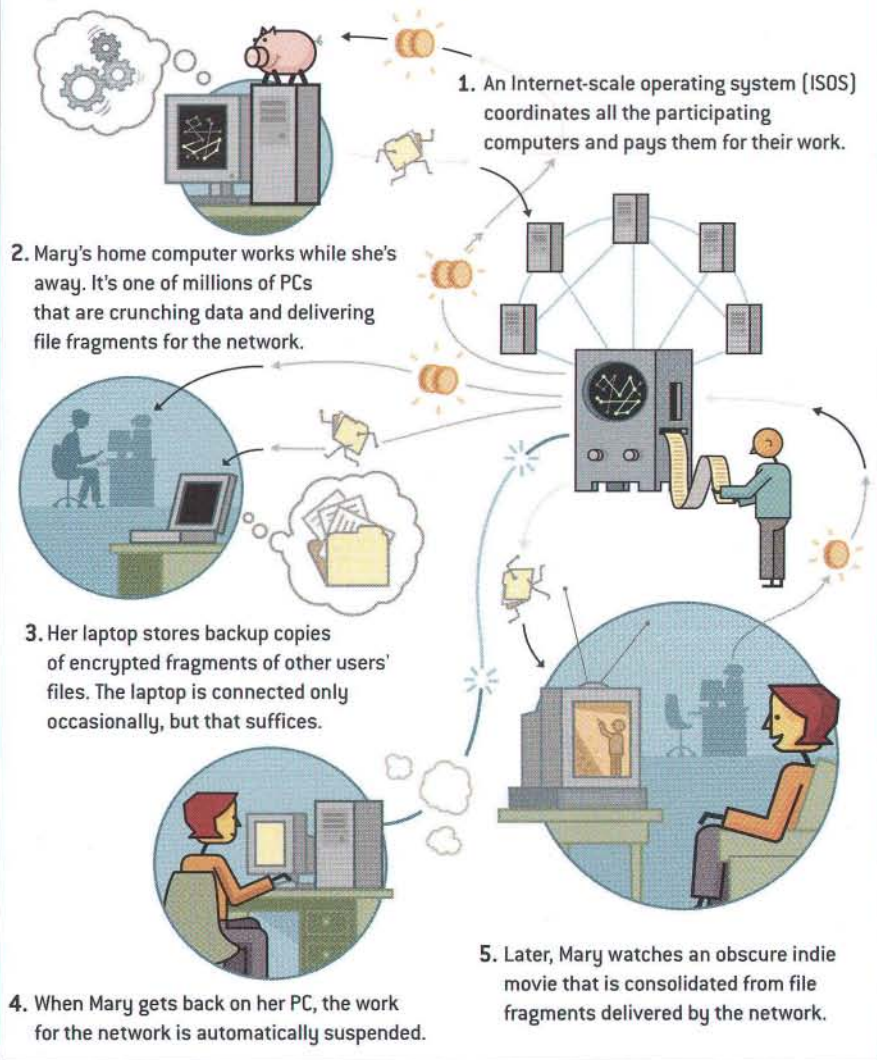 1. An Internet-scale operating system (ISOS)
coordinates all the participating
computers and pays them for their work.
2. Mary's home computer works while she's
away. It's one of millions of PCs
that are crunching data and delivering
file fragments for the network.
3. Her laptop stores backup copies
of encrypted fragments of other users'
files. The laptop is connected only
occasionally, but that suffices.
4. When Mary gets back on her PC, the work
for the network is automatically suspended.
5. Later, Mary watches an obscure indie
movie that is consolidated from file
fragments delivered by the network.